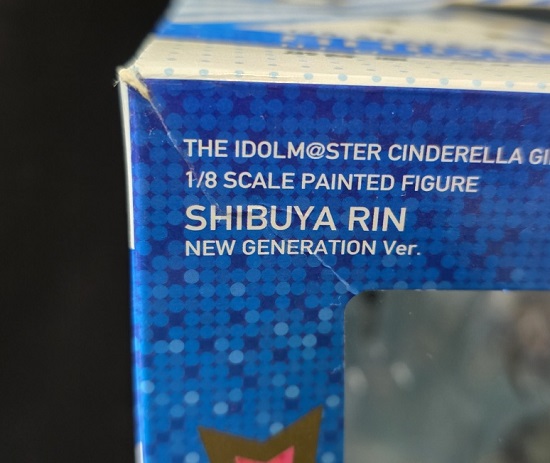 THE IDOLM@STER CINDERELLA GI
1/8 SCALE PAINTED FIGURE
SHIBUYA RIN
NEW GENERATION Ver.